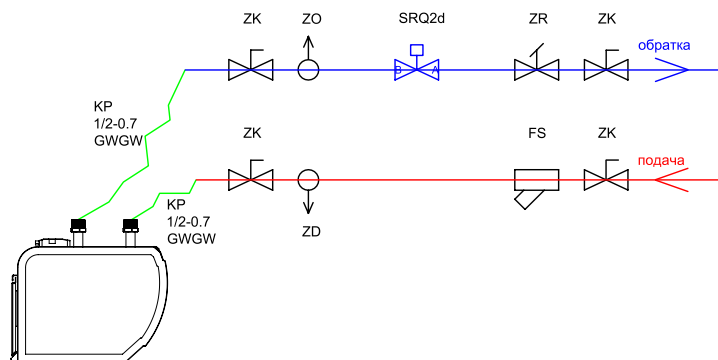 ZK
ZO
SRQ2d
ZR
ZK
обратка
B
A
KP
1/2-0.7
GWGW
ZK
FS
ZK
подача
KP
1/2-0.7
GWGW
ZD